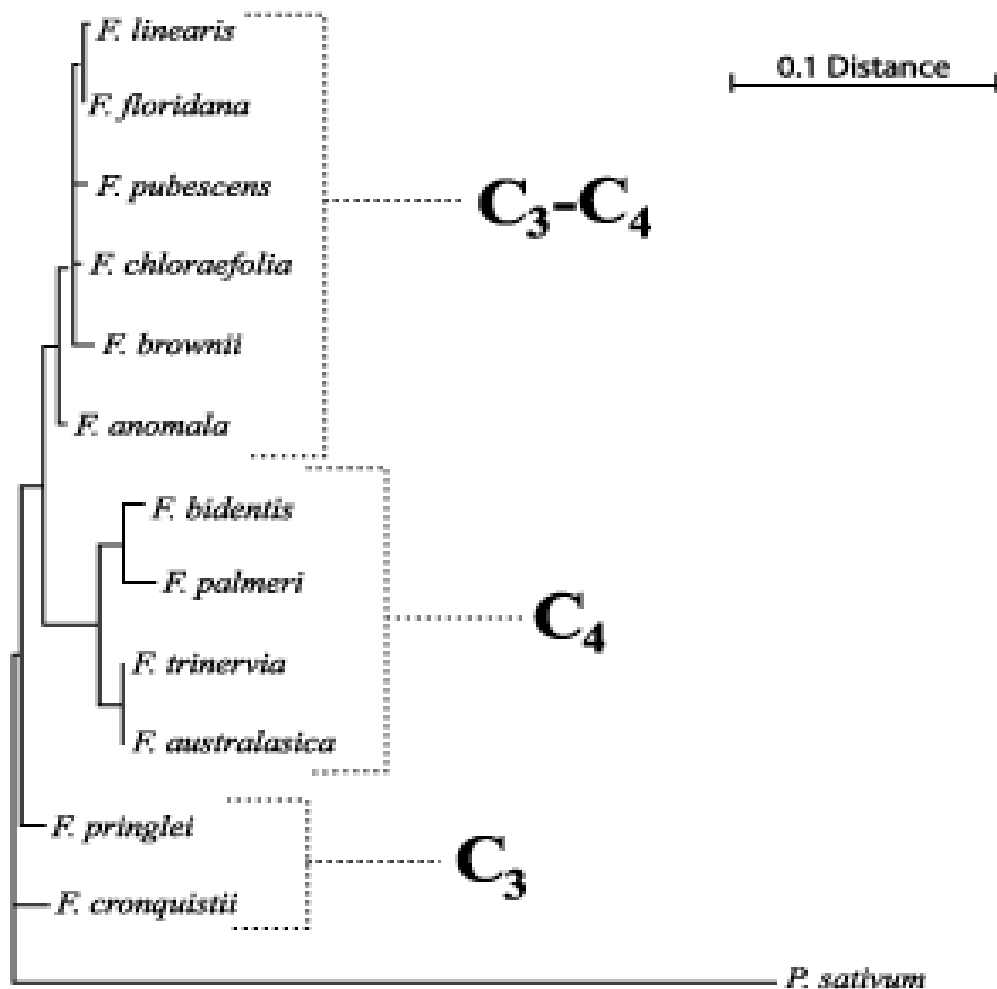 F. linearis
0.1 Distance
F. floridana
F. pubescens
C₃-C₄
F. chloraefolia
F. brownii
F. anomala
F. bidentis
F. palmeri
C₄
F. trinervia
F. australasica
F. pringlei
C₃
F. cronquistii
P. sativum